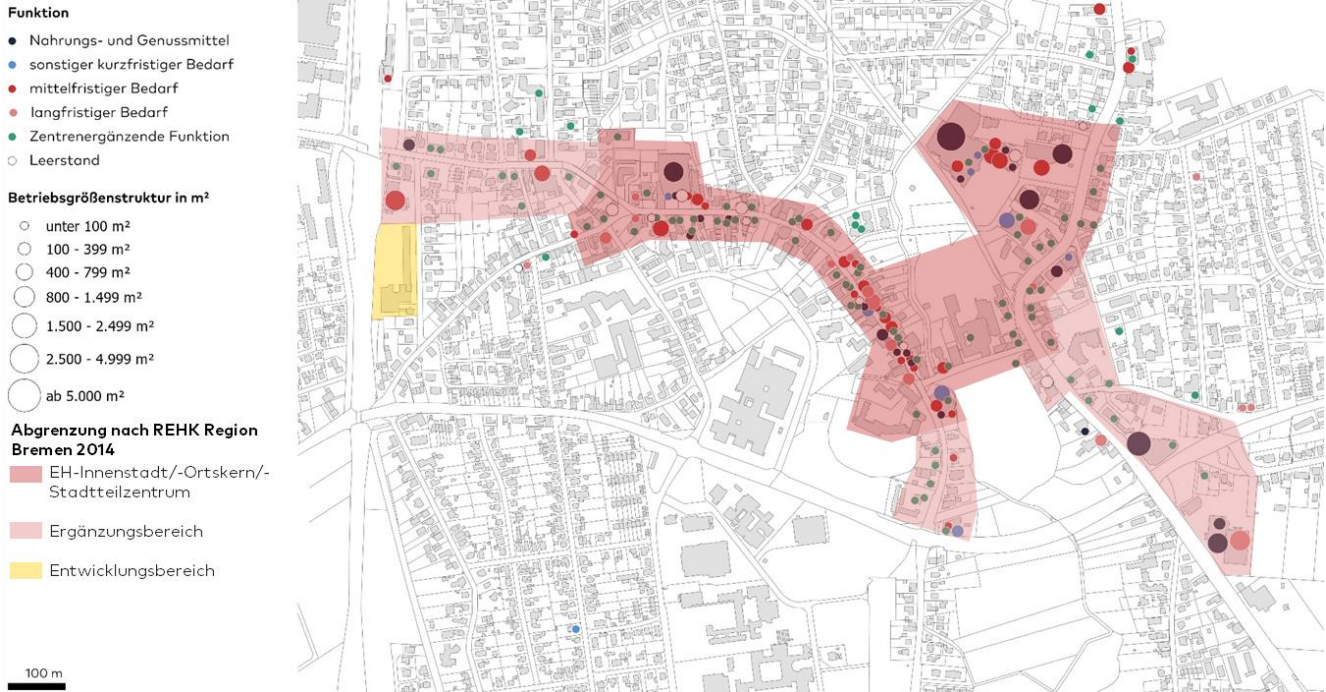 Funktion
Nahrungs- und Genussmittel
sonstiger kurzfristiger Bedarf
mittelfristiger Bedarf
langfristiger Bedarf
Zentrenergänzende Funktion
Leerstand
Betriebsgrößenstruktur in m²
unter 100 m²
100 - 399 m²
400 - 799 m²
800 - 1.499 m²
1.500 - 2.499 m²
2.500 - 4.999 m²
ab 5.000 m²
Abgrenzung nach REHK Region
Bremen 2014
EH-Innenstadt/-Ortskern/-
Stadtteilzentrum
Ergänzungsbereich
Entwicklungsbereich
100 m